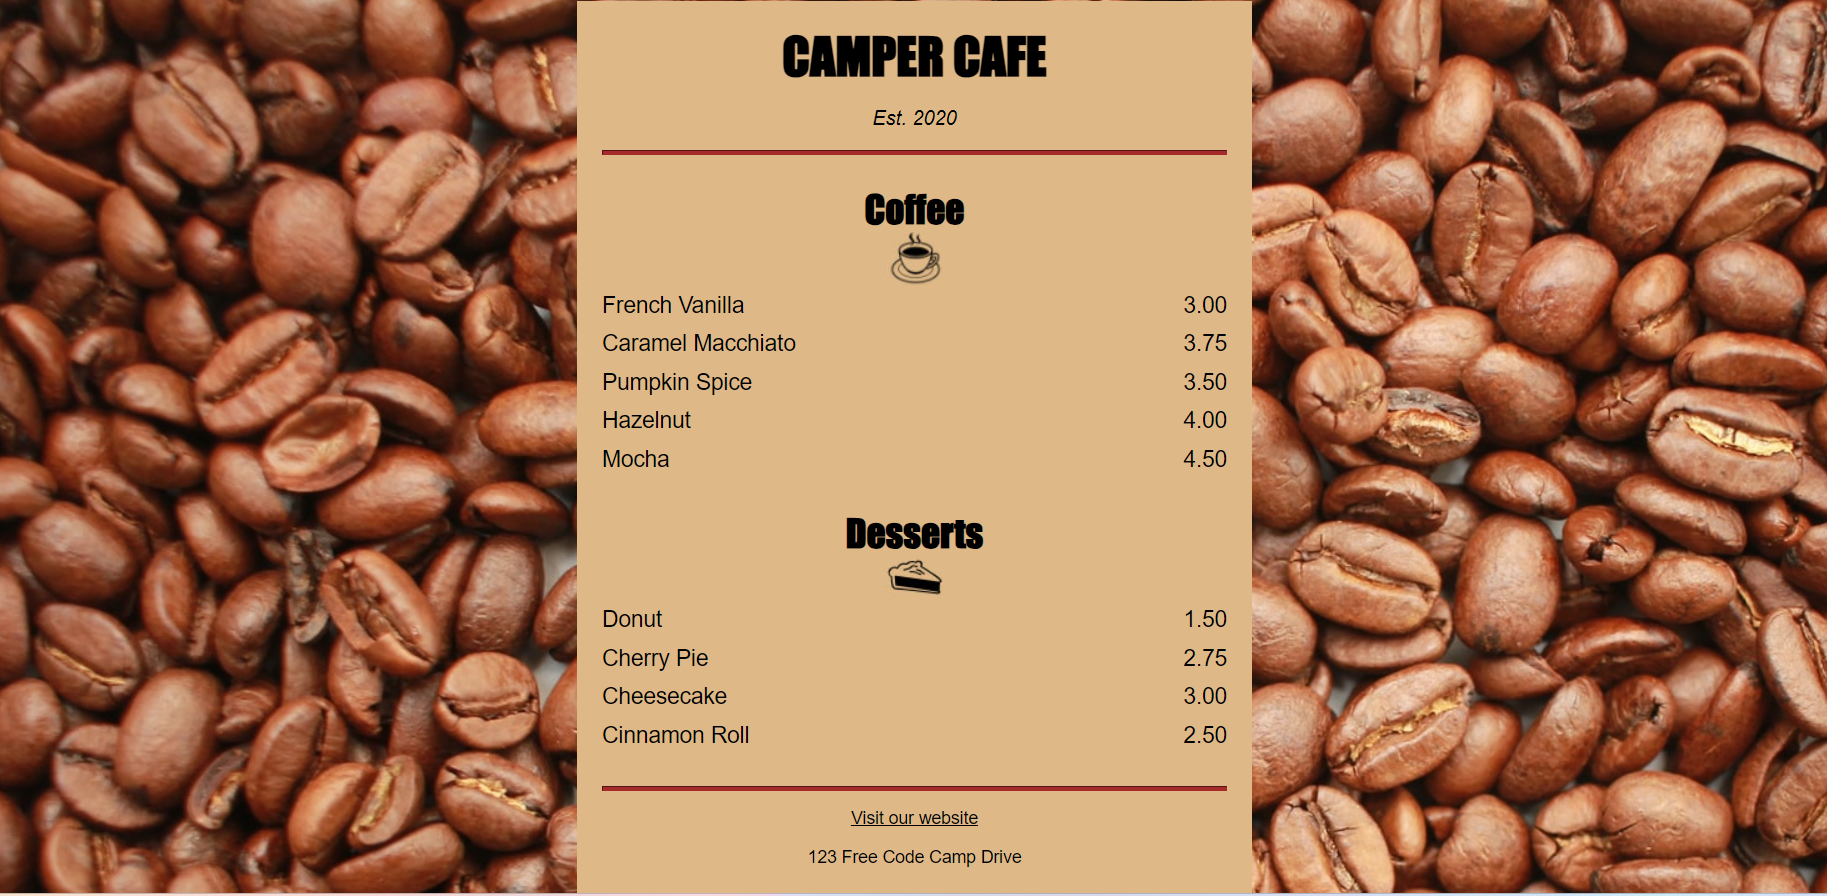 CAMPER CAFE
Est. 2020
Coffee
French Vanilla 3.00
Caramel Macchiato 3.75
Pumpkin Spice 3.50
Hazelnut 4.00
Mocha 4.50
Desserts
Donut 1.50
Cherry Pie 2.75
Cheesecake 3.00
Cinnamon Roll 2.50
Visit our website
123 Free Code Camp Drive